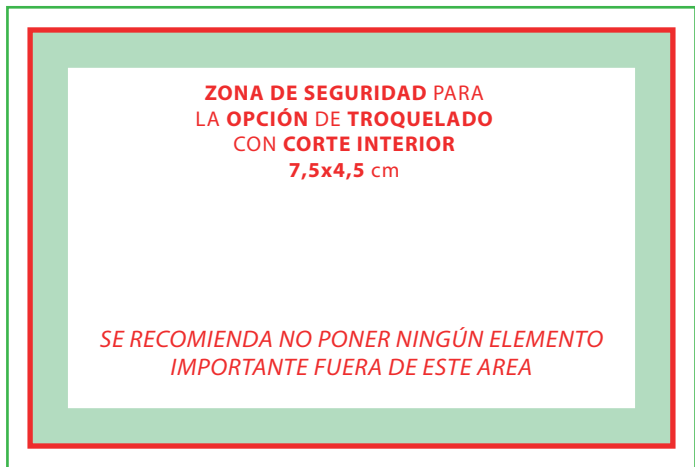 ZONA DE SEGURIDAD PARA
LA OPCIÓN DE TROQUELADO
CON CORTE INTERIOR
7,5x4,5 cm
SE RECOMIENDA NO PONER NINGÚN ELEMENTO
IMPORTANTE FUERA DE ESTE AREA